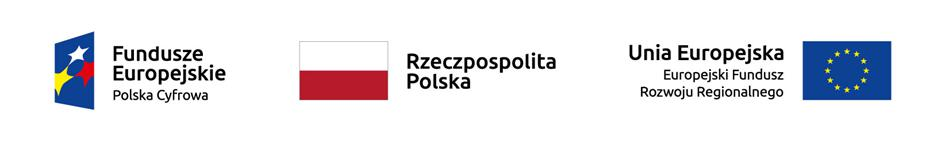 Fundusze
Europejskie
Polska Cyfrowa
Rzeczpospolita
Polska
Unia Europejska
Europejski Fundusz
Rozwoju Regionalnego